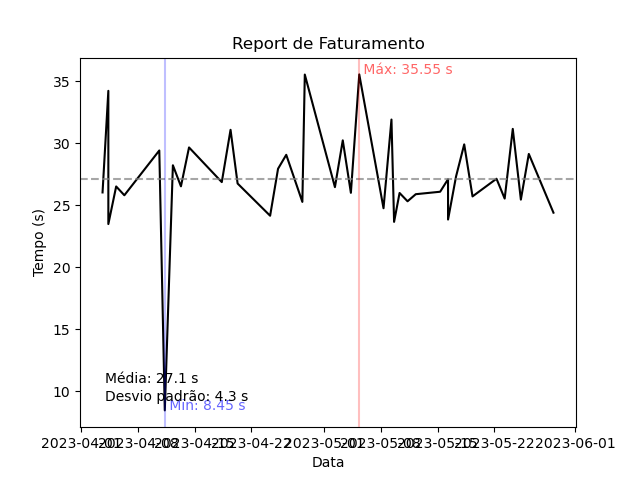 Report de Faturamento
Máx: 35.55 s
35
30
25
20
15
10
Tempo (s)
Média: 27.1 s
Desvio padrão: 4.3 s
Mín: 8.45 s
2023-04-01 2023-04-08 2023-04-15 2023-04-22 2023-05-01 2023-05-08 2023-05-15 2023-05-22 2023-06-01
Data